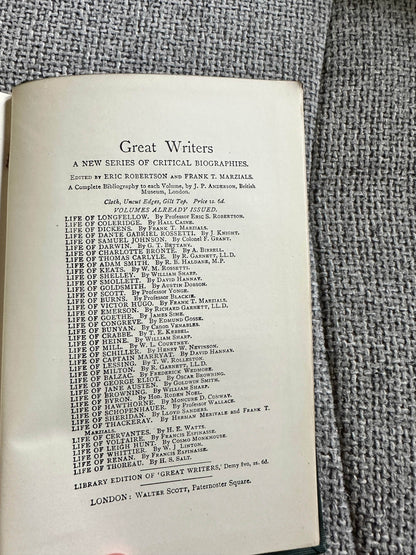 Great Writers
A NEW SERIES OF CRITICAL BIOGRAPHIES.
EDITED BY ERIC ROBERTSON AND FRANK T. MARZIALS.
A Complete Bibliography to each Volume, by J. P. ANDERSON, British
Museum, London.
Cloth, Uncut Edges, Gilt Top. Price 1s. 6d.
VOLUMES ALREADY ISSUED.
LIFE OF LONGFELLOW. By Professor ERIC S. ROBERTSON.
LIFE OF COLERIDGE. By HALL CAINE.
LIFE OF DICKENS. By FRANK T. MARZIALS.
LIFE OF DANTE GABRIEL ROSSETTI. By J. KNIGHT.
LIFE OF SAMUEL JOHNSON. By Colonel F. GRANT.
LIFE OF DARWIN. By G. T. BETTANY.
LIFE OF CHARLOTTE BRONTE. By A. BIRRELL.
LIFE OF THOMAS CARLYLE. By R. GARNETT, LL.D.
LIFE OF ADAM SMITH. By R. B. HALDANE, M.P.
LIFE OF KEATS. By W. M. ROSSETTI.
LIFE OF SHELLEY. By WILLIAM SHARP.
LIFE OF SMOLLETT. By DAVID HANNAY.
LIFE OF GOLDSMITH. By AUSTIN DOBSON.
LIFE OF SCOTT. By Professor YONGE.
LIFE OF BURNS. By Professor BLACKIE.
LIFE OF VICTOR HUGO. By FRANK T. MARZIALS.
LIFE OF EMERSON. By RICHARD GARNETT, LL.D.
LIFE OF GOETHE. By JAMES SIME.
LIFE OF CONGREVE. By EDMUND GOSSE.
LIFE OF BUNYAN. By Canon VENABLES.
LIFE OF CRABBE. By T. E. KEBBEL.
LIFE OF HEINE. By WILLIAM SHARP.
LIFE OF MILL. By W. L. COURTNEY.
LIFE OF SCHILLER. By HENRY W. NEVINSON.
LIFE OF CAPTAIN MARRYAT. By DAVID HANNAY.
LIFE OF LESSING. By T. W. ROLLESTON.
LIFE OF MILTON. By R. GARNETT, LL.D.
LIFE OF BALZAC. By FREDERICK WEDMORE.
LIFE OF GEORGE ELIOT. By OSCAR BROWNING.
LIFE OF JANE AUSTEN. By GOLDWIN SMITH.
LIFE OF BROWNING. By WILLIAM SHARP.
LIFE OF BYRON. By Hon. RODEN NOEL.
LIFE OF HAWTHORNE. By MONCURE D. CONWAY.
LIFE OF SCHOPENHAUER. By Professor WALLACE.
LIFE OF SHERIDAN. By LLOYD SANDERS.
LIFE OF THACKERAY. By HERMAN MERIVALE and FRANK T.
MARZIALS.
LIFE OF CERVANTES. By H. E. WATTS.
LIFE OF VOLTAIRE. By FRANCIS ESPINASSE.
LIFE OF LEIGH HUNT. By COSMO MONKHOUSE.
LIFE OF WHITTIER. By W. J. LINTON.
LIFE OF RENAN. By FRANCIS ESPINASSE.
LIFE OF THOREAU. By H. S. SALT.
LIBRARY EDITION OF 'GREAT WRITERS,' Demy 8vo, 2s. 6d.
LONDON: WALTER SCOTT, Paternoster Square.